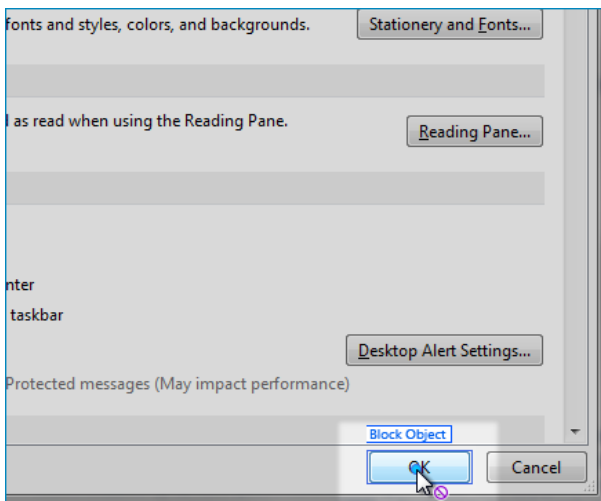 fonts and styles, colors, and backgrounds.
Stationery and Fonts...
as read when using the Reading Pane.
Reading Pane...
nter
taskbar
Desktop Alert Settings...
Protected messages (May impact performance)
Block Object
OK
Cancel